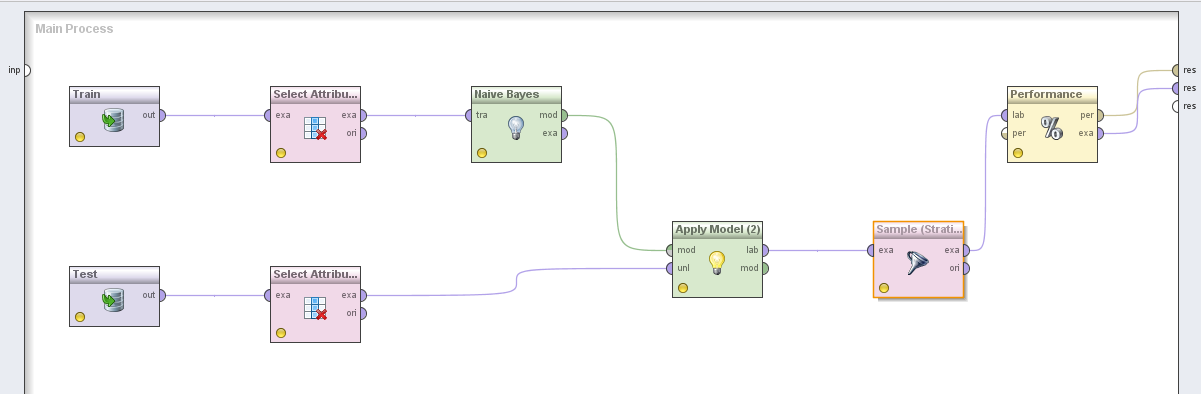 Main Process
inp
res
res
res
Train
out
Select Attribu...
exa
exa
ori
Naive Bayes
tra
mod
exa
Performance
%
lab
per
per
exa
Apply Model (2)
mod
lab
unl
mod
Sample (Strati...
exa
exa
ori
Test
out
Select Attribu...
exa
exa
ori